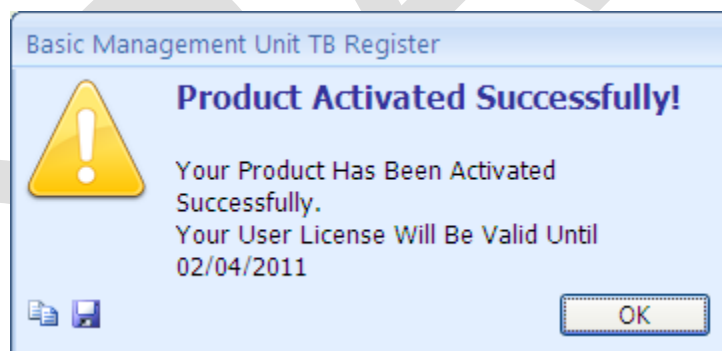 Basic Management Unit TB Register
Product Activated Successfully!
Your Product Has Been Activated
Successfully.
Your User License Will Be Valid Until
02/04/2011
OK